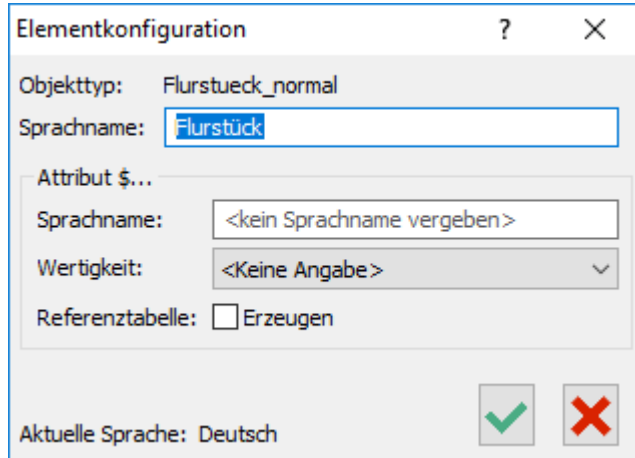 Elementkonfiguration ?
Objekttyp: Flurstueck_normal
Sprachname: Flurstück
Attribut $...
Sprachname: <kein Sprachname vergeben>
Wertigkeit: <Keine Angabe>
Referenztabelle: Erzeugen
Aktuelle Sprache: Deutsch